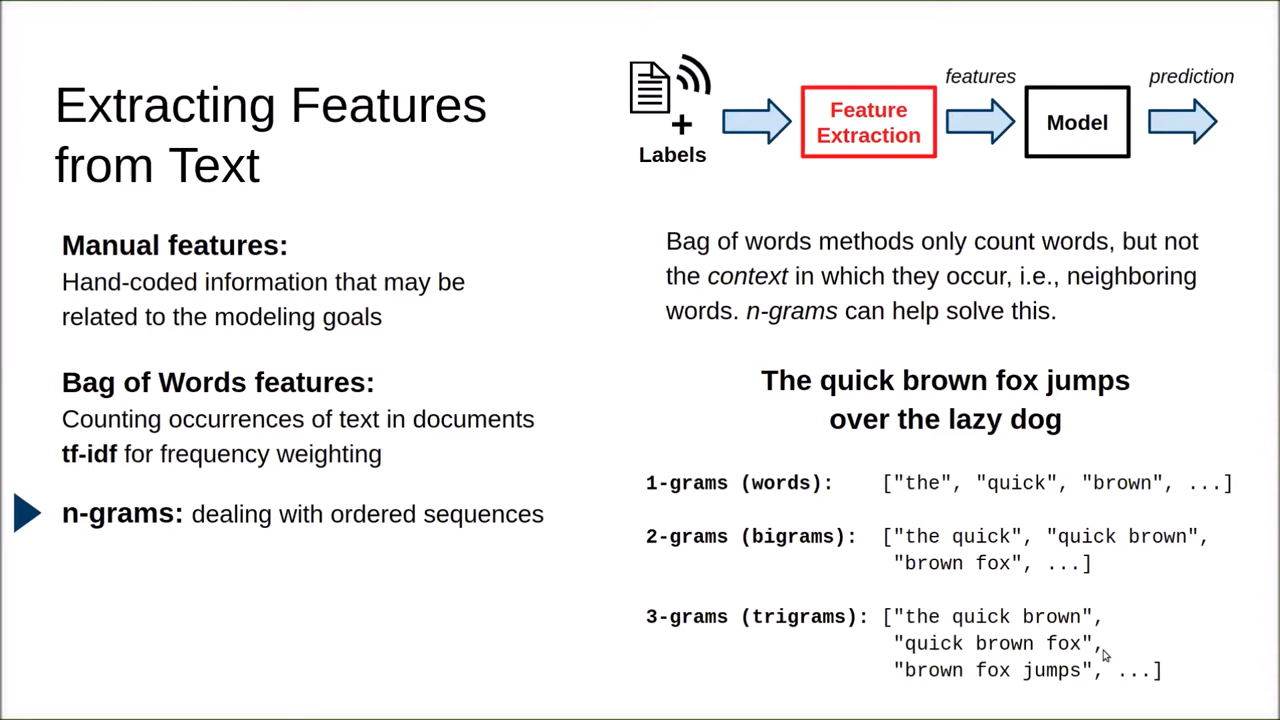 Extracting Features
from Text
Manual features:
Hand-coded information that may be
related to the modeling goals
Bag of Words features:
Counting occurrences of text in documents
tf-idf for frequency weighting
n-grams: dealing with ordered sequences
+
Labels
Feature
Extraction
features
Model
prediction
Bag of words methods only count words, but not
the context in which they occur, i.e., neighboring
words. n-grams can help solve this.
The quick brown fox jumps
over the lazy dog
1-grams (words): ["the", "quick", "brown", ...]
2-grams (bigrams): ["the quick", "quick brown",
"brown fox", ...]
3-grams (trigrams): ["the quick brown",
"quick brown fox",
"brown fox jumps", ...]